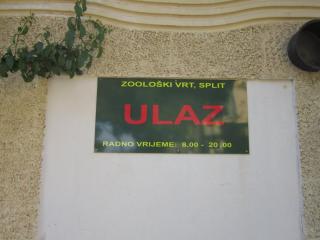 ZOOLOŠKI VRT, SPLIT
ULAZ
RADNO VRIJEME: 8.00 - 20.00